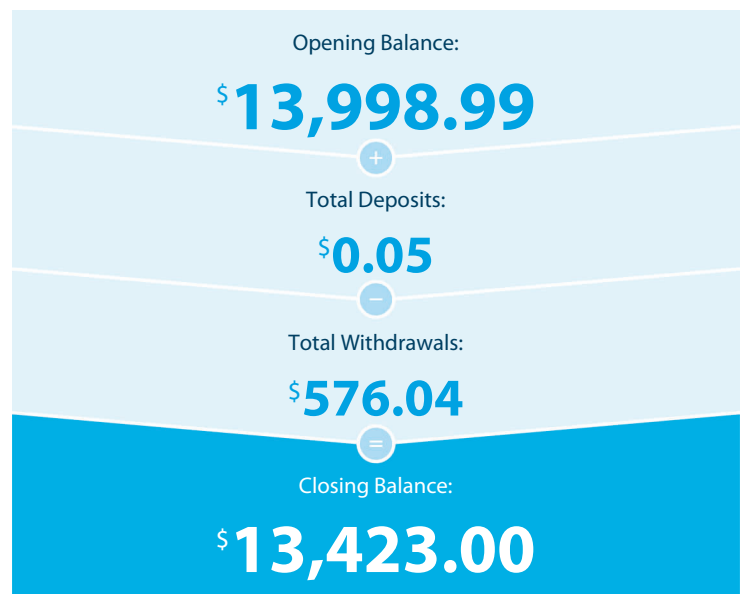 Opening Balance:
$13,998.99
+
Total Deposits:
$0.05
−
Total Withdrawals:
$576.04
=
Closing Balance:
$13,423.00